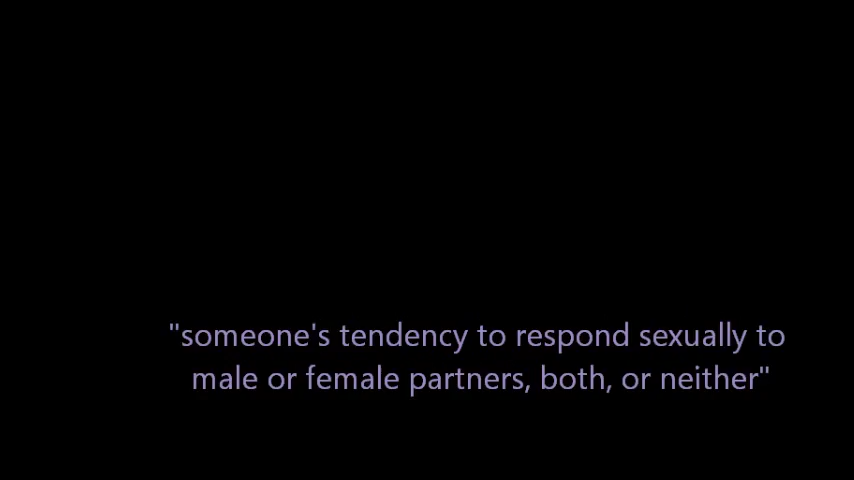 "someone's tendency to respond sexually to
male or female partners, both, or neither"